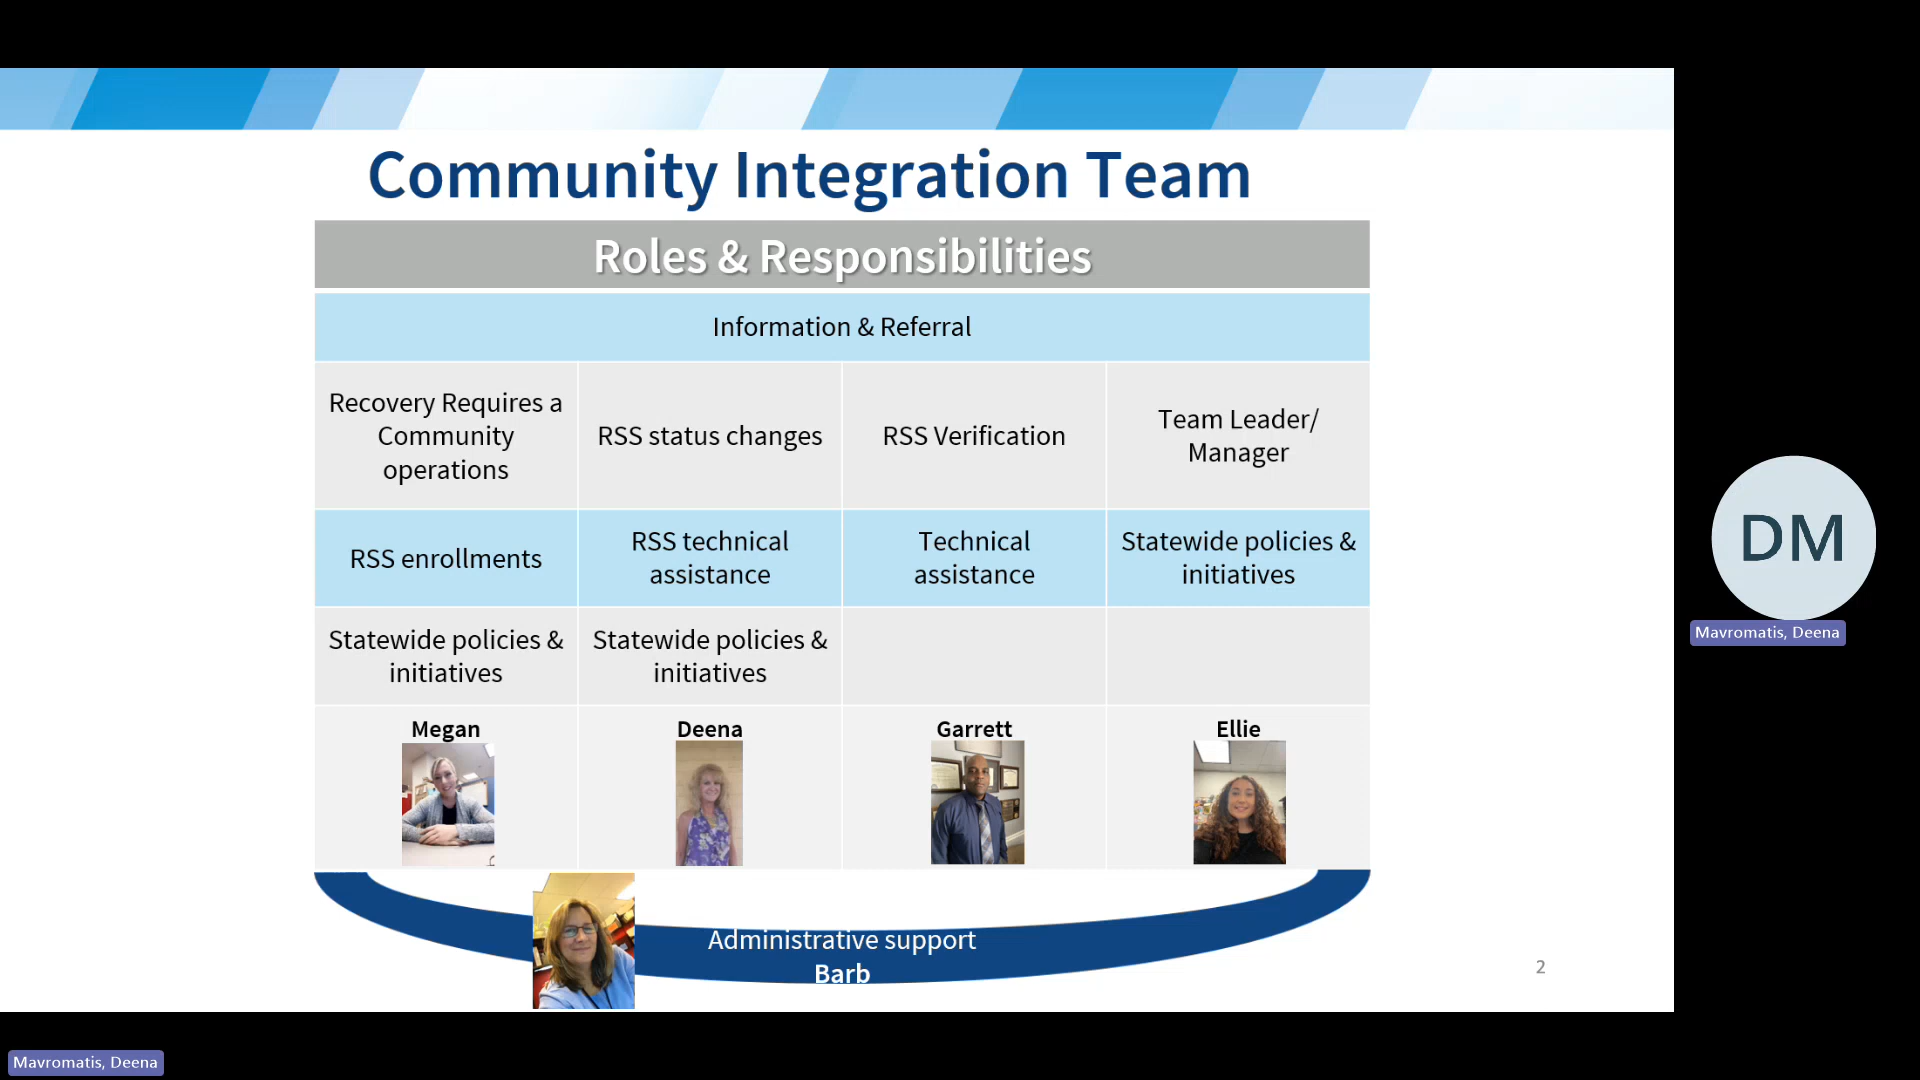 Community Integration Team
Roles & Responsibilities
Information & Referral
Recovery Requires a
Community
operations
RSS status changes
RSS Verification
Team Leader/
Manager
RSS enrollments
RSS technical
assistance
Technical
assistance
Statewide policies &
initiatives
Statewide policies &
initiatives
Statewide policies &
initiatives
Megan
Deena
Garrett
Ellie
Administrative support
Barb
2
DM
Mavromatis, Deena
Mavromatis, Deena